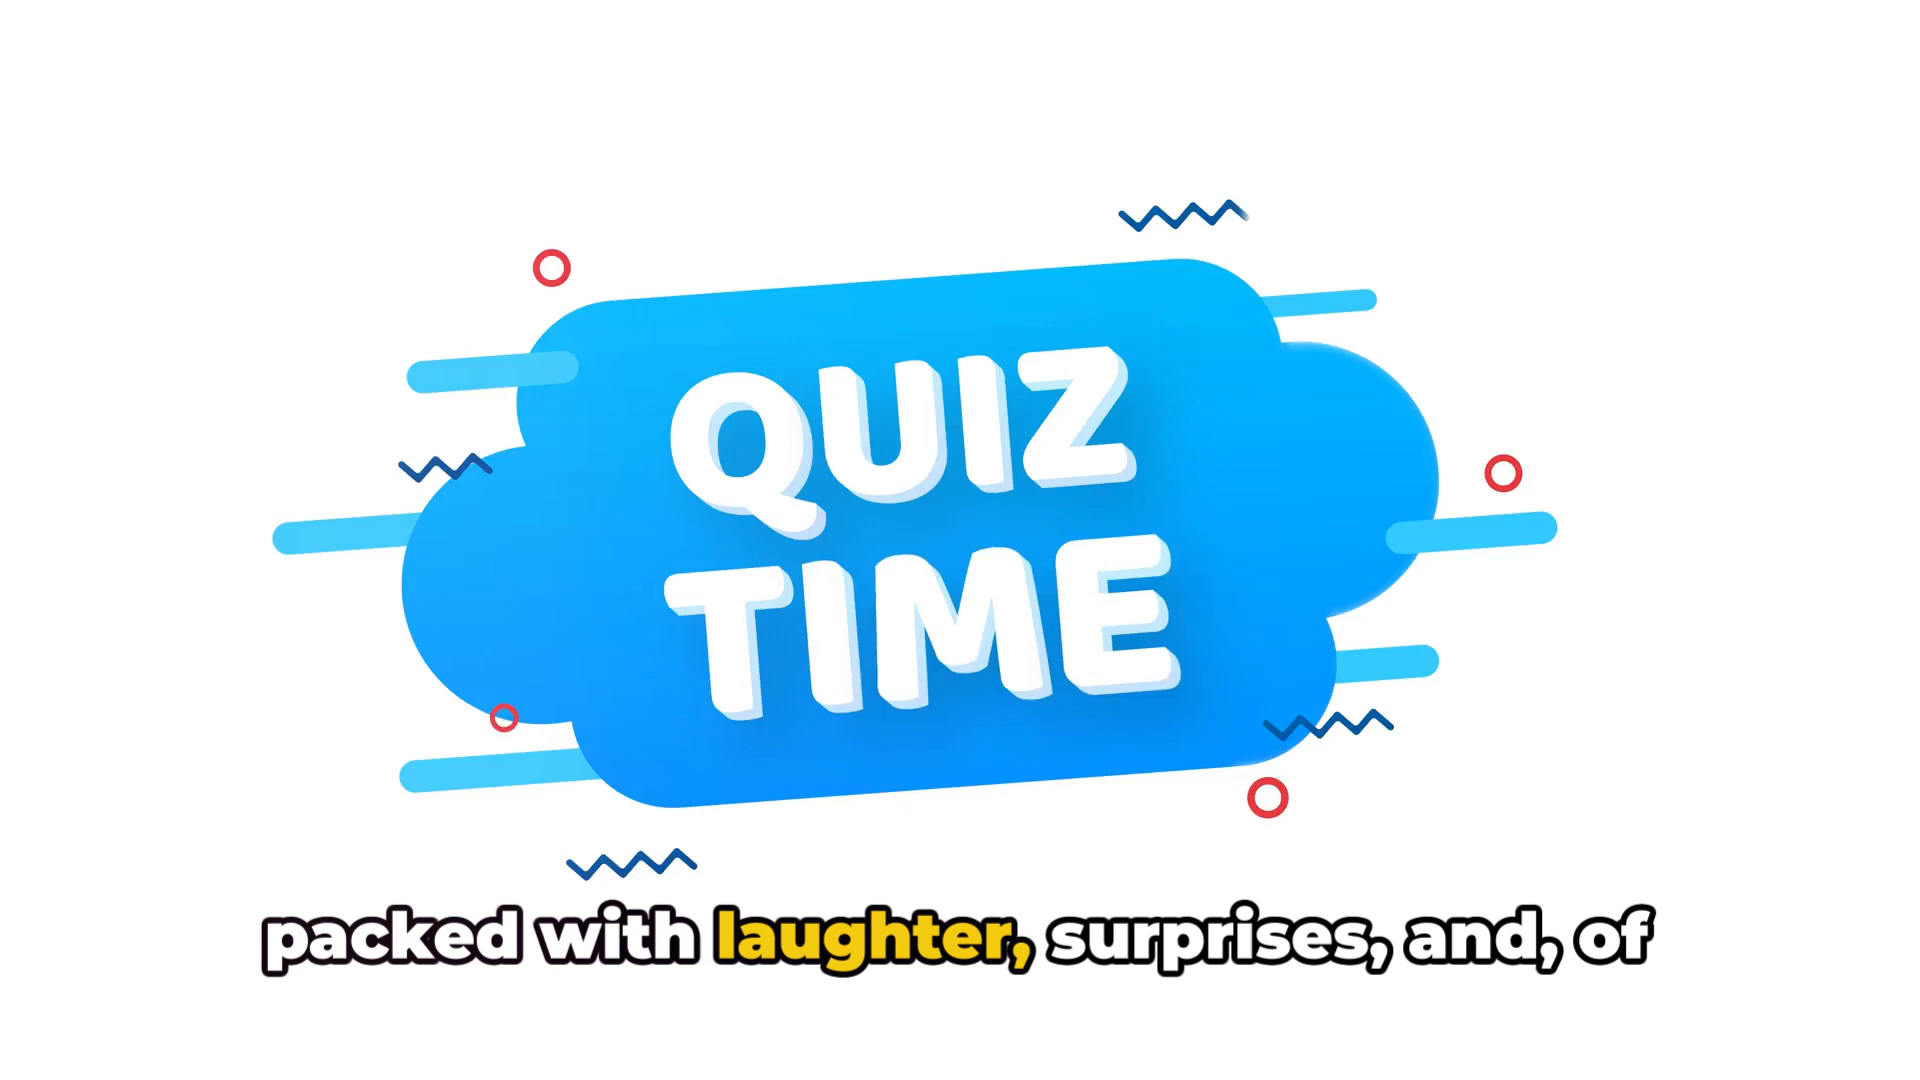 QUIZ
TIME
packed with laughter, surprises, and, of